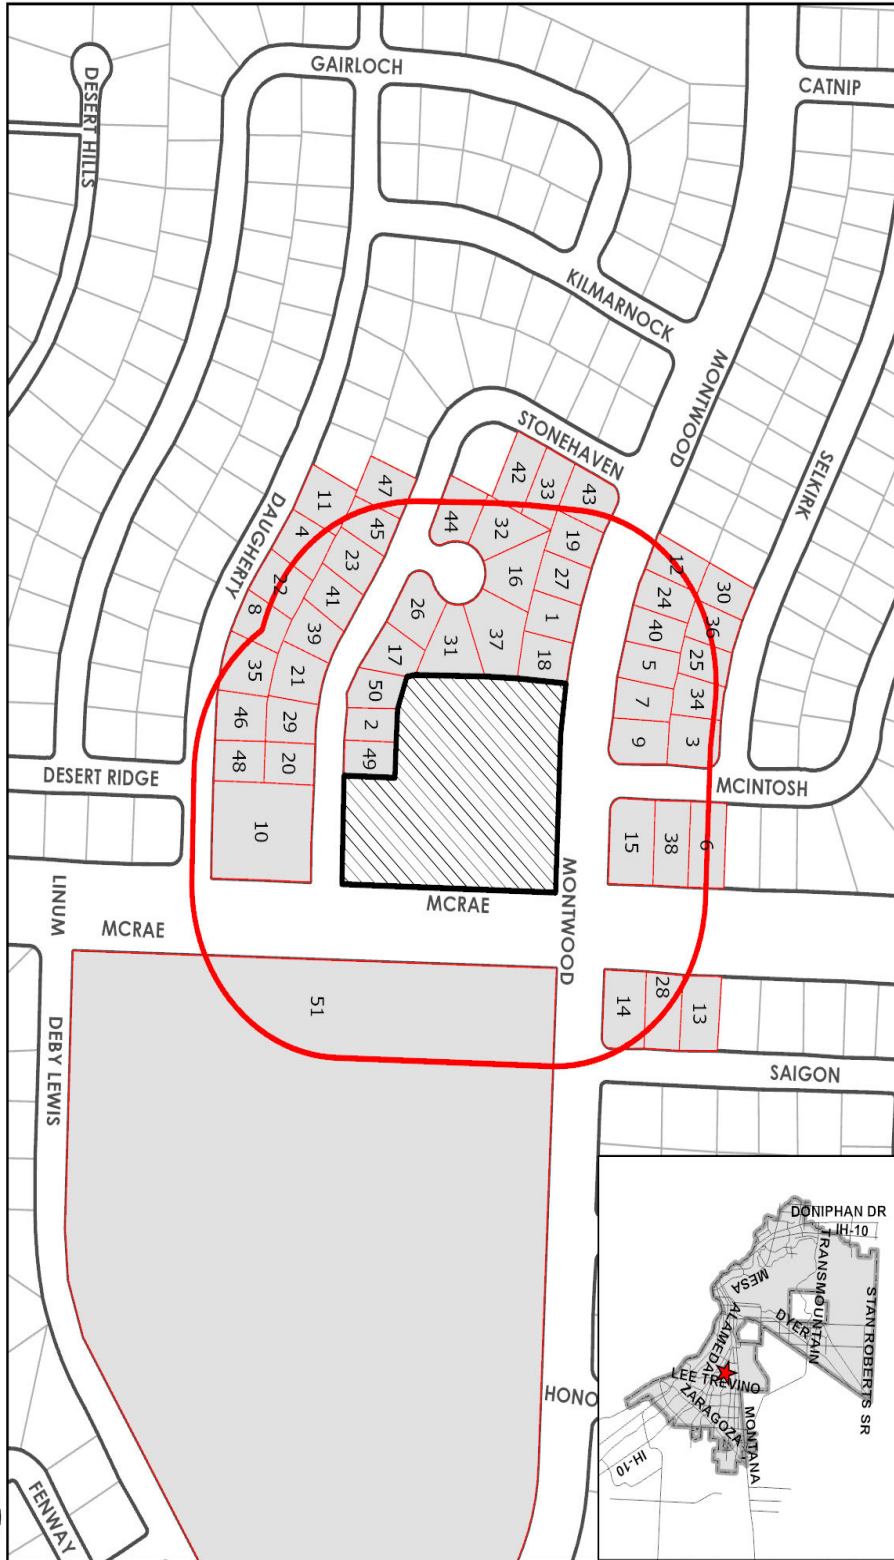 GAIRLOCH
CATNIP
DESERT HILLS
KILMARNOCK
MONTWOOD
STONEHAVEN
SELKIRK
DAUGHERTY
47
42
33
43
11
44
32
19
12
30
4
45
23
16
27
24
36
22
41
26
1
40
25
8
39
37
5
35
21
17
31
18
34
46
29
50
7
48
20
2
9
3
49
DESERT RIDGE
MCINTOSH
10
15
38
6
MCRAE
MONTWOOD
LINUM
MCRAE
51
14
28
13
DEBY LEWIS
SAIGON
HONO
FENWAY
DONIPHAN DR
IH-10
TRANSMOUNTAIN
MESA
STAN ROBERTS SR
DYER
ALAMEDA
LEE TREVINO
ZARAGOZA
MONTANA
IH-10